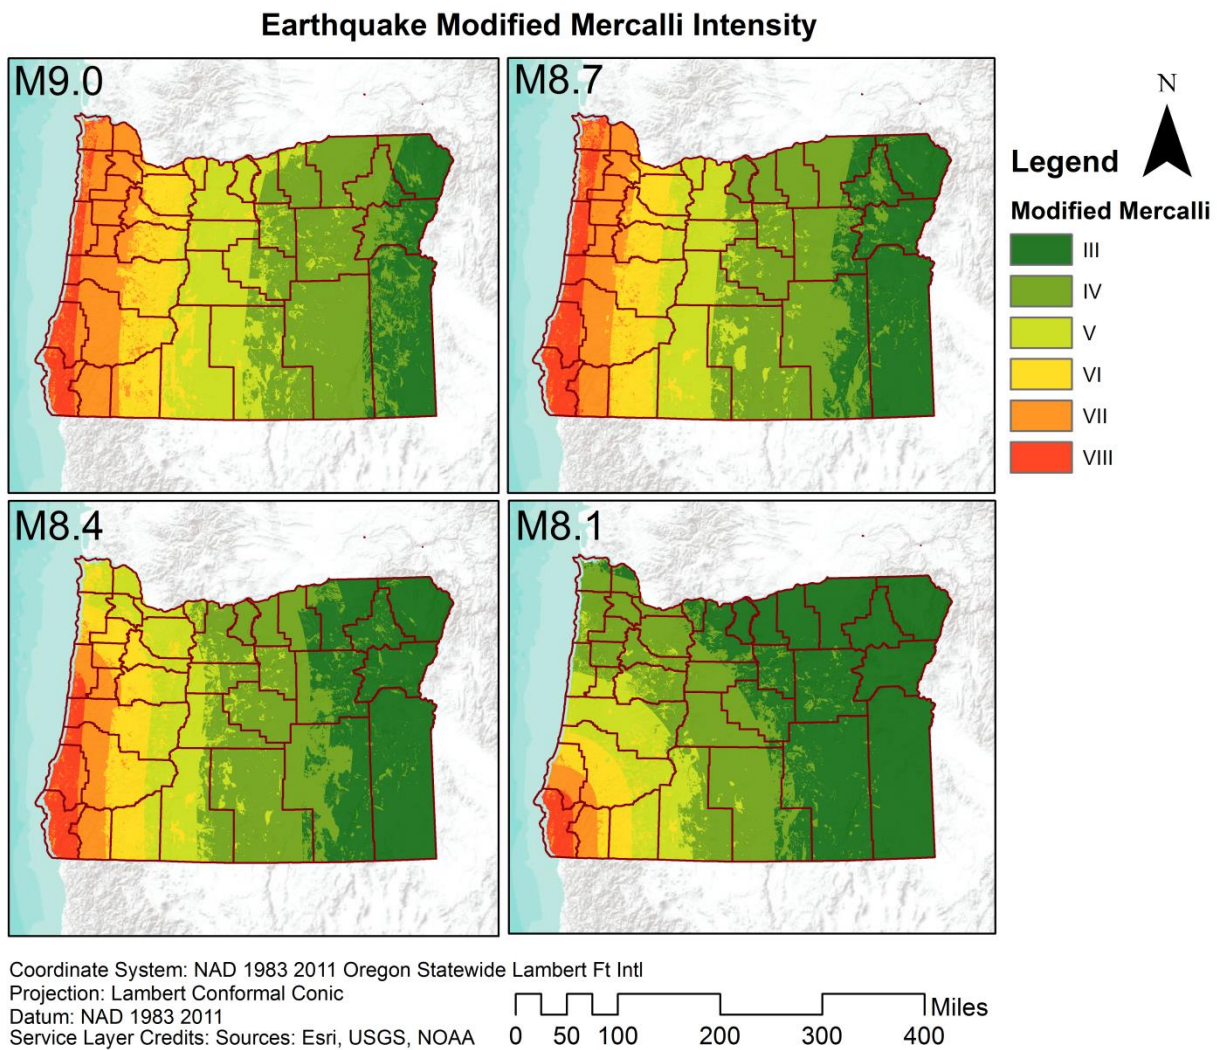 Earthquake Modified Mercalli Intensity
M9.0
M8.7
M8.4
M8.1
N
Legend
Modified Mercalli
III
IV
V
VI
VII
VIII
Coordinate System: NAD 1983 2011 Oregon Statewide Lambert Ft Intl
Projection: Lambert Conformal Conic
Datum: NAD 1983 2011
Service Layer Credits: Sources: Esri, USGS, NOAA
Miles
0 50 100 200 300 400